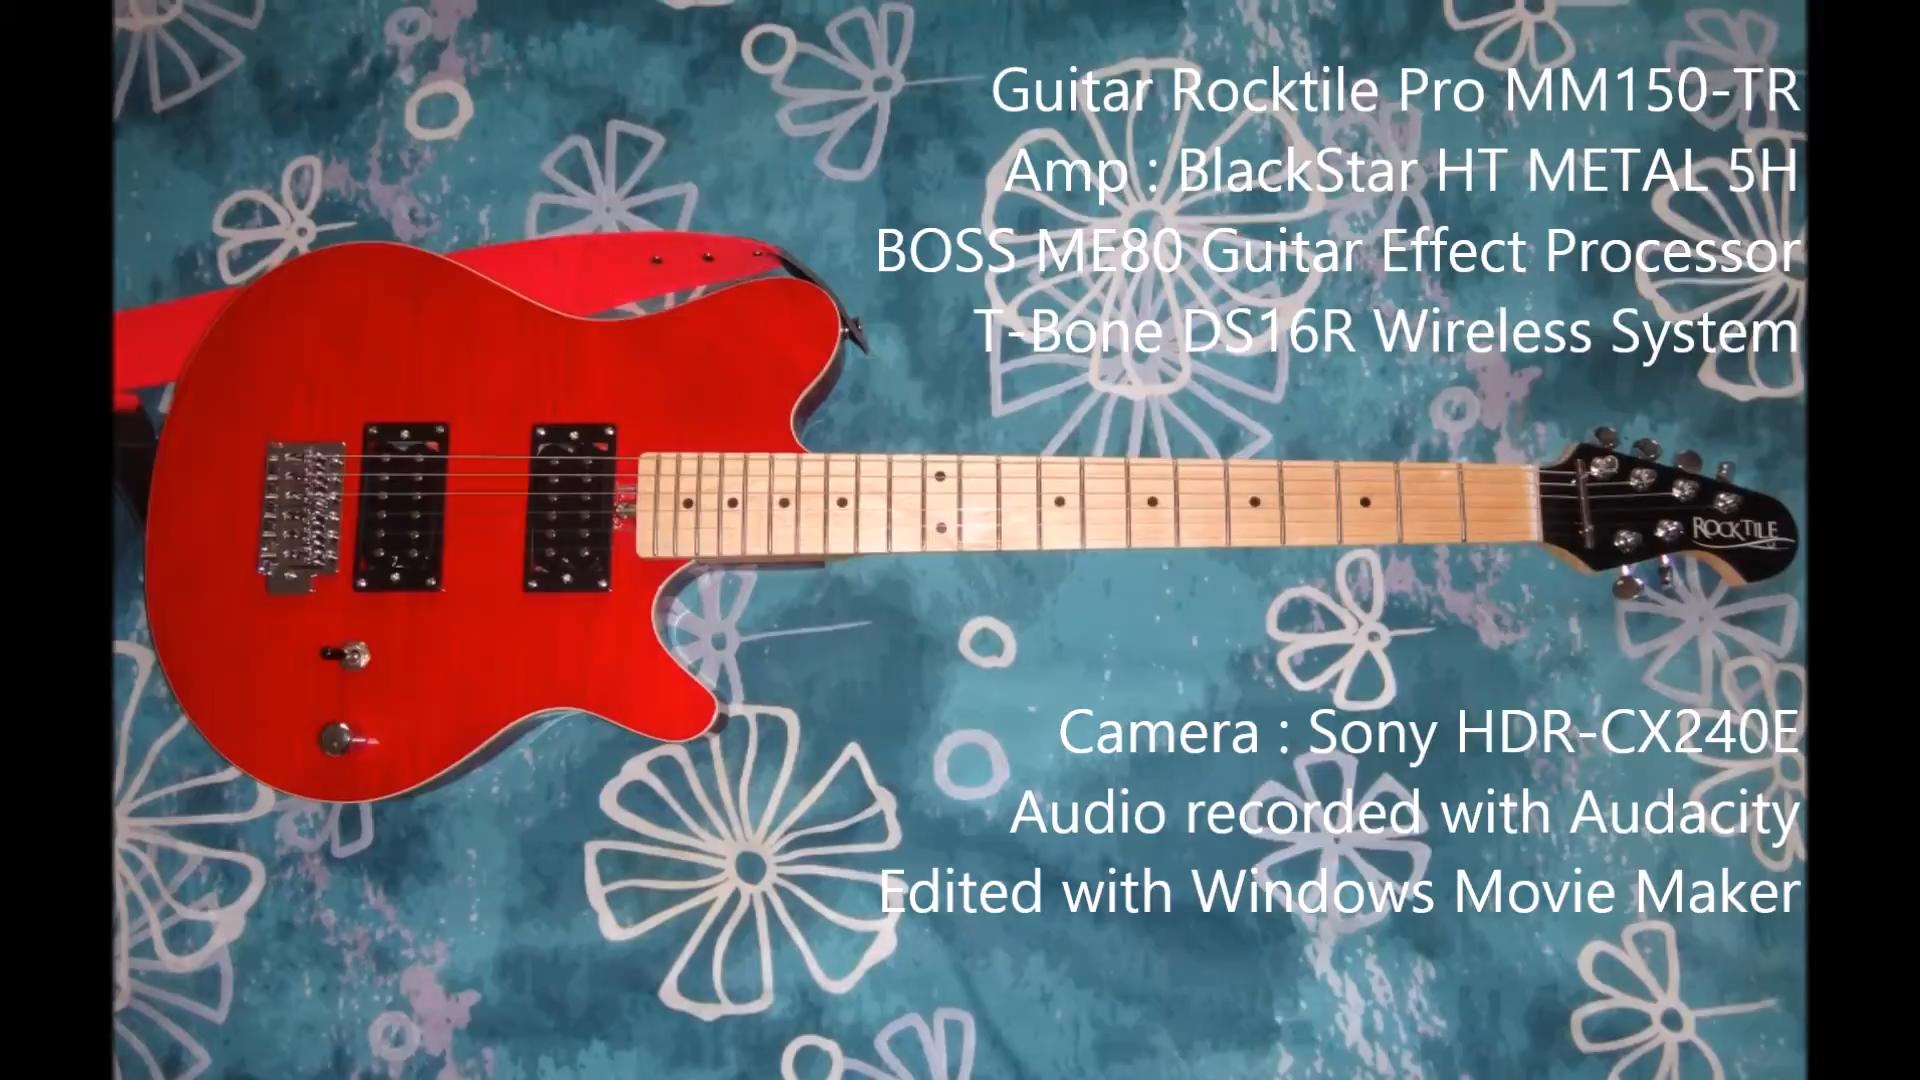 Guitar Rocktile Pro MM150-TR
Amp : BlackStar HT METAL 5H
BOSS ME80 Guitar Effect Processor
T-Bone DS16R Wireless System
ROCKTILE
Camera : Sony HDR-CX240E
Audio recorded with Audacity
Edited with Windows Movie Maker